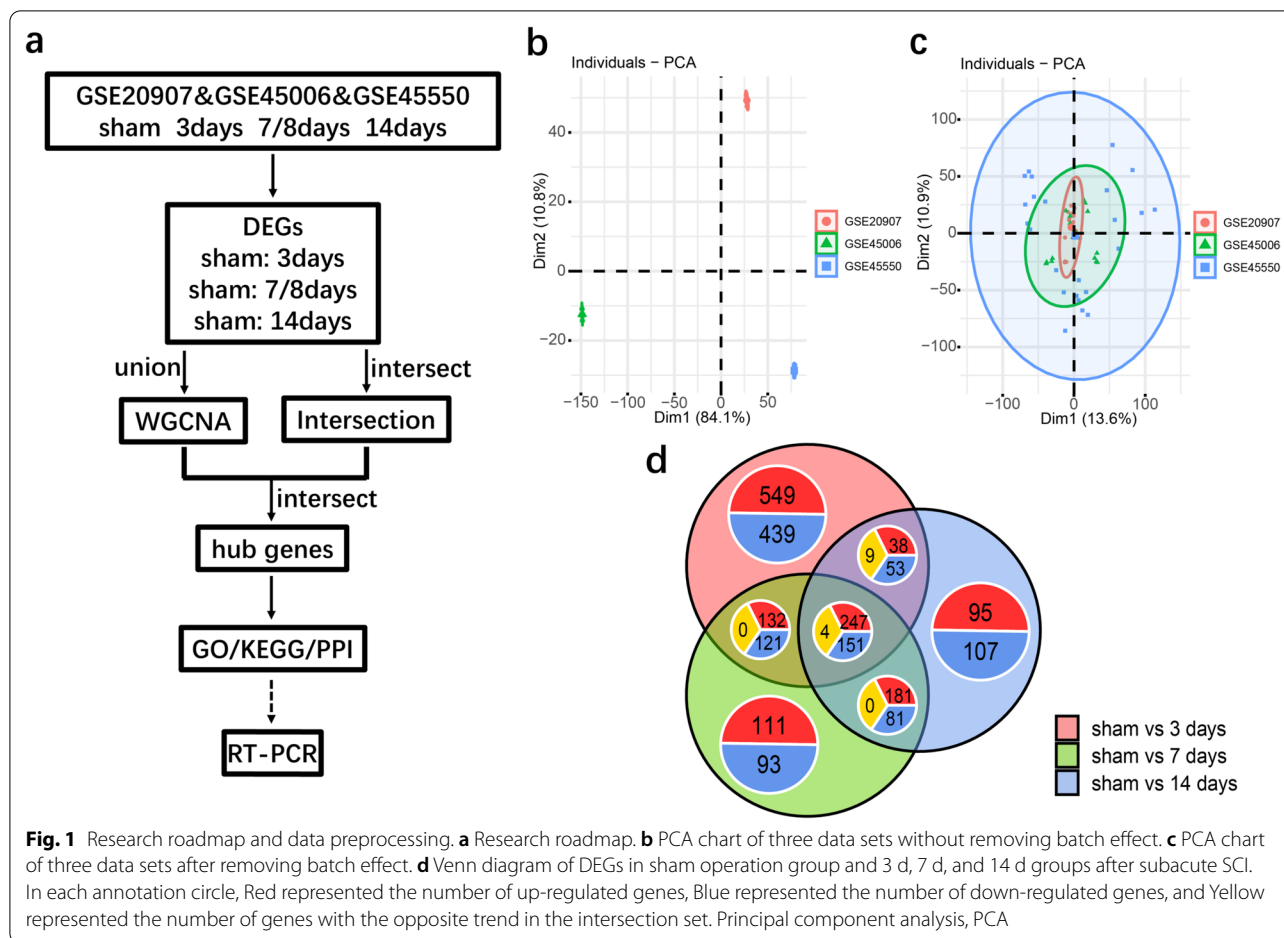 a
GSE20907&GSE45006&GSE45550
sham 3days 7/8days 14days
DEGs
sham: 3days
sham: 7/8days
sham: 14days
union
intersect
WGCNA
Intersection
intersect
hub genes
GO/KEGG/PPI
RT-PCR
b
Individuals − PCA
Dim2 (10.8%)
40
20
0
−20
−150
−100
−50
0
50
Dim1 (84.1%)
GSE20907
GSE45006
GSE45550
c
Individuals − PCA
Dim2 (10.9%)
100
50
0
−50
−100
−100
0
100
Dim1 (13.6%)
GSE20907
GSE45006
GSE45550
d
549
439
9
38
53
95
107
0
132
121
4
247
151
0
181
81
111
93
sham vs 3 days
sham vs 7 days
sham vs 14 days
Fig. 1 Research roadmap and data preprocessing. a Research roadmap. b PCA chart of three data sets without removing batch effect. c PCA chart
of three data sets after removing batch effect. d Venn diagram of DEGs in sham operation group and 3 d, 7 d, and 14 d groups after subacute SCI.
In each annotation circle, Red represented the number of up-regulated genes, Blue represented the number of down-regulated genes, and Yellow
represented the number of genes with the opposite trend in the intersection set. Principal component analysis, PCA